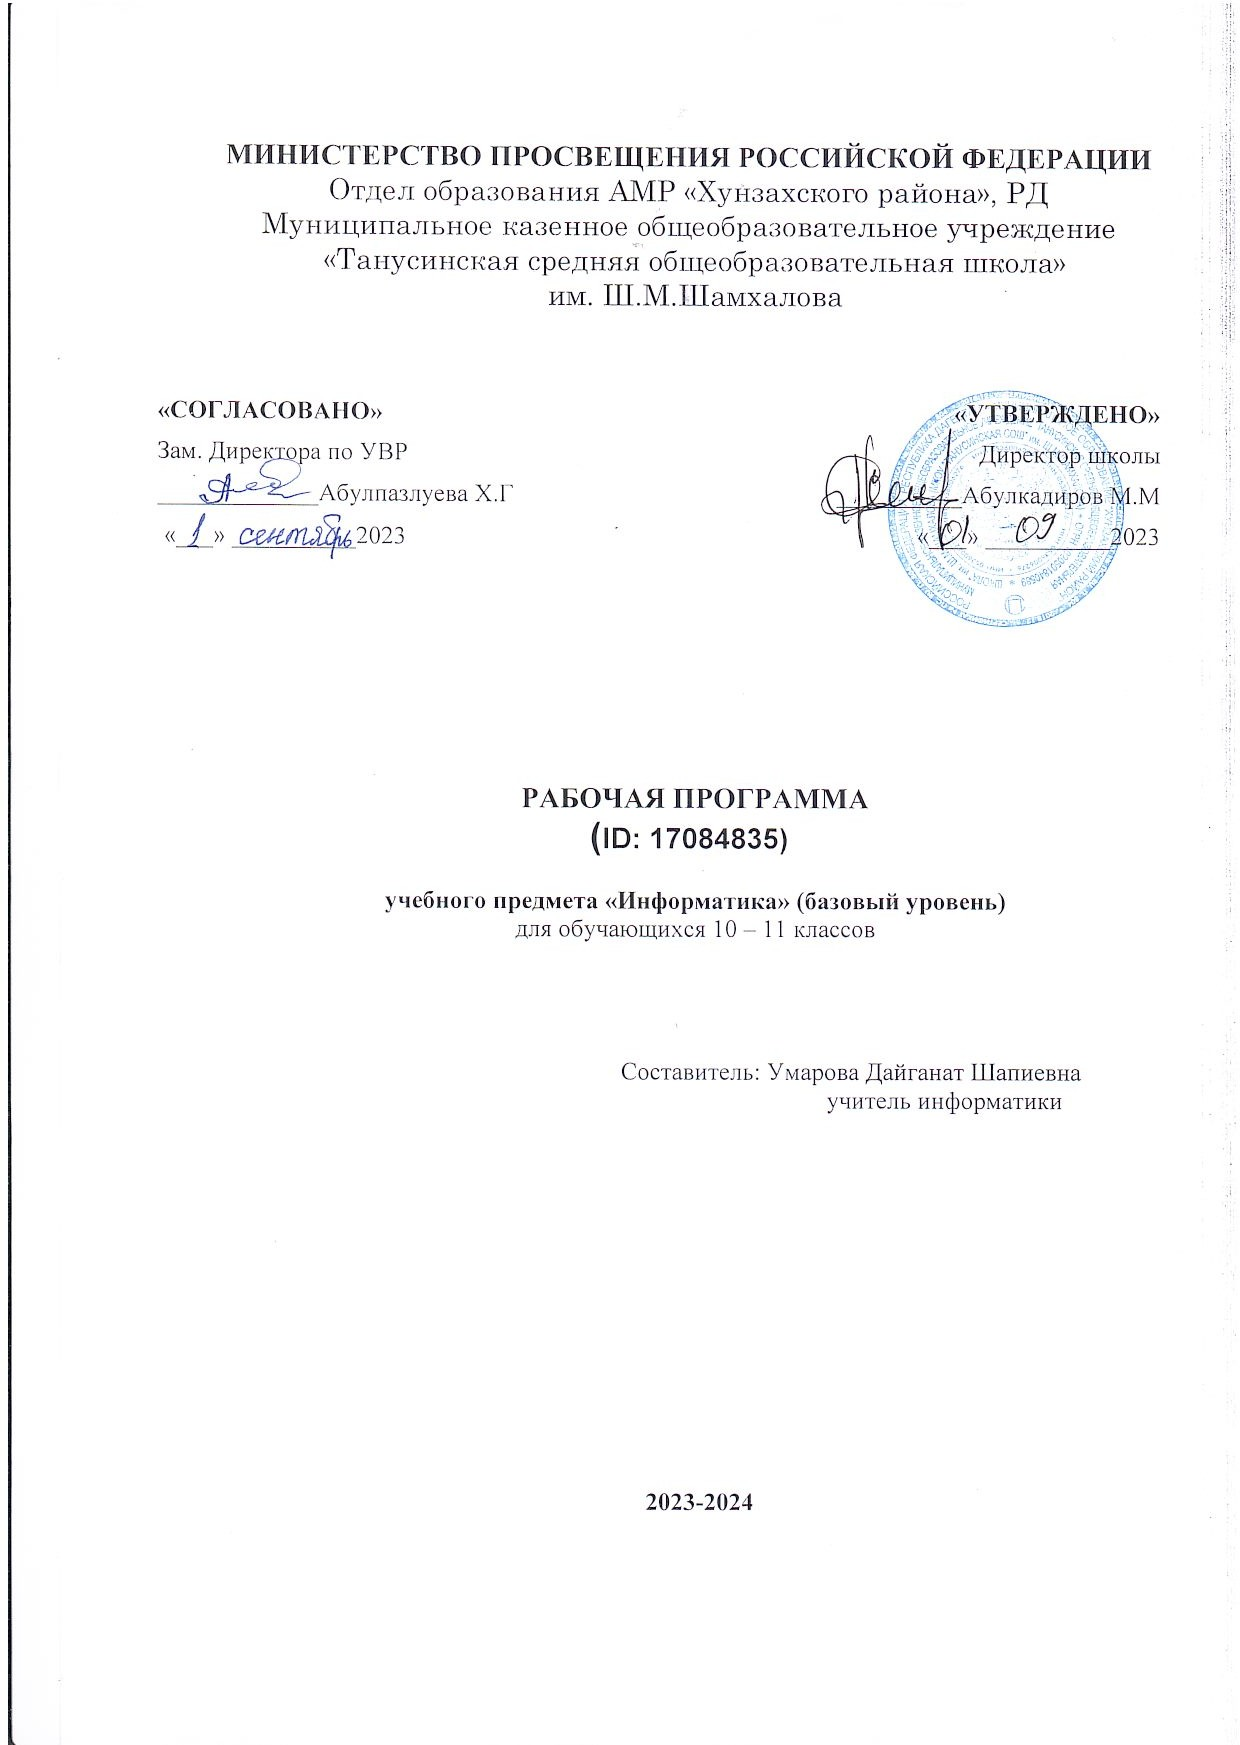 МИНИСТЕРСТВО ПРОСВЕЩЕНИЯ РОССИЙСКОЙ ФЕДЕРАЦИИ
Отдел образования АМР «Хунзахского района», РД
Муниципальное казенное общеобразовательное учреждение
«Танусинская средняя общеобразовательная школа»
им. Ш.М.Шамхалова
«СОГЛАСОВАНО»
Зам. Директора по УВР
Абулпазлуева Х.Г
«1» сентябрь 2023
«УТВЕРЖДЕНО»
Директор школы
Абулкадиров М.М
«01» 09 2023
РАБОЧАЯ ПРОГРАММА
(ID: 17084835)
учебного предмета «Информатика» (базовый уровень)
для обучающихся 10 – 11 классов
Составитель: Умарова Дайганат Шапиевна
учитель информатики
2023-2024